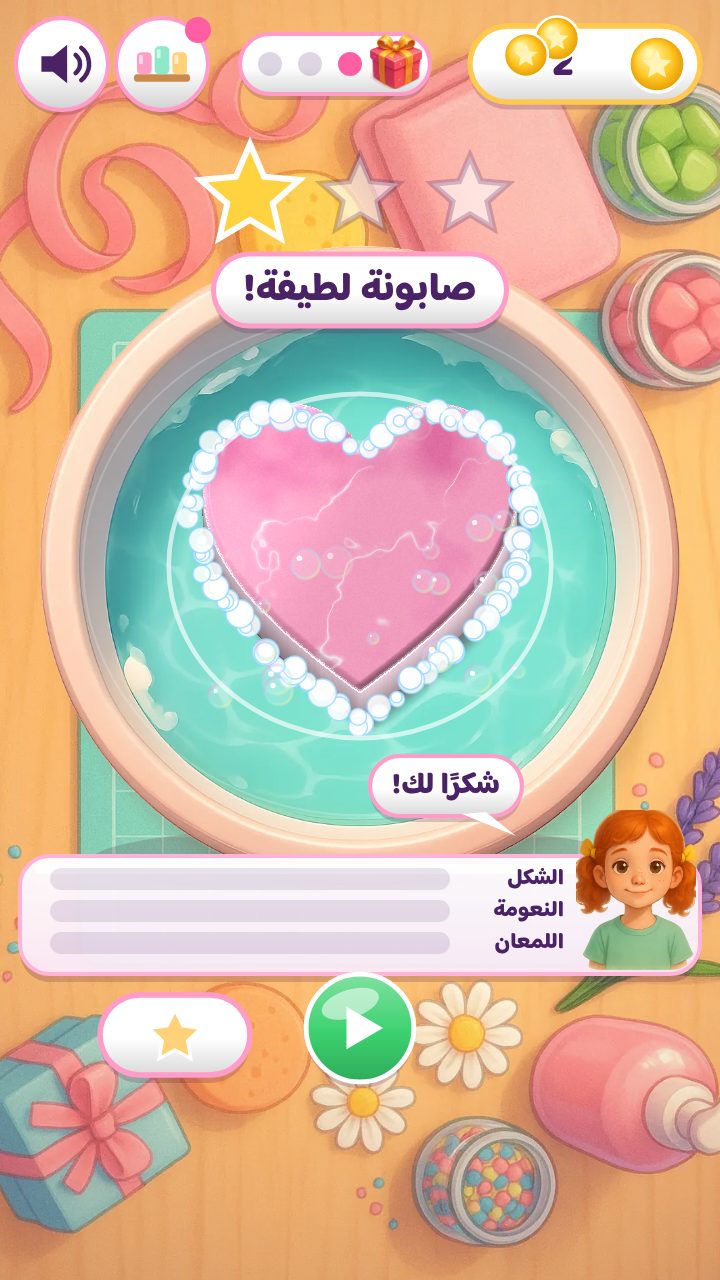 2
صابونة لطيفة!
شكرًا لك!
الشكل
النعومة
اللمعان